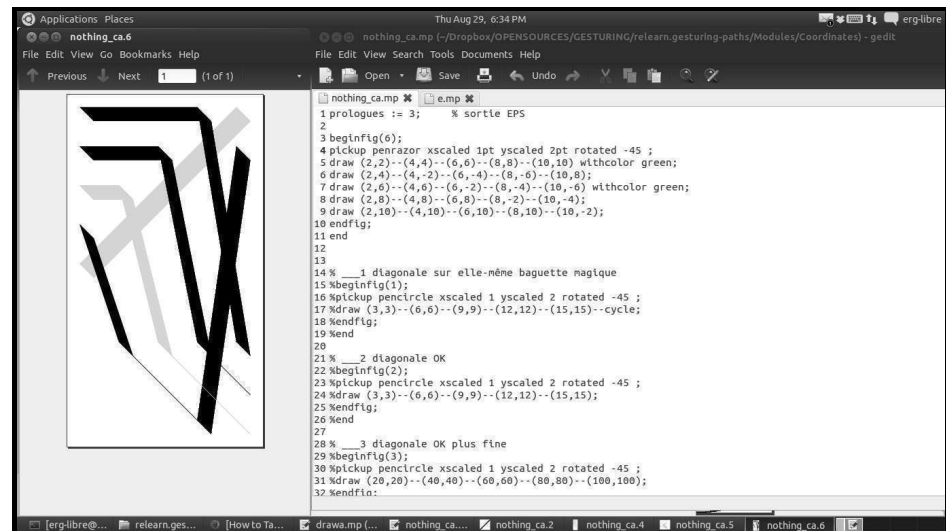 Applications Places
Thu Aug 29, 6:34 PM
erg-libre
nothing_ca.6
nothing_ca.mp (~/Dropbox/OPENSOURCES/GESTURING/relearn.gesturing-paths/Modules/Coordinates) - gedit
File Edit View Go Bookmarks Help
File Edit View Search Tools Documents Help
Previous Next 1 (1 of 1)
Open Save Undo
nothing_ca.mp e.mp
1 prologues := 3; % sortie EPS
2
3 beginfig(6);
4 pickup penrazor xscaled 1pt yscaled 2pt rotated -45 ;
5 draw (2,2)--(4,4)--(6,6)--(8,8)--(10,10) withcolor green;
6 draw (2,4)--(4,-2)--(6,-4)--(8,-6)--(10,8);
7 draw (2,6)--(4,6)--(6,-2)--(8,-4)--(10,-6) withcolor green;
8 draw (2,8)--(4,8)--(6,8)--(8,-2)--(10,-4);
9 draw (2,10)--(4,10)--(6,10)--(8,10)--(10,-2);
10 endfig;
11 end
12
13
14 % ___1 diagonale sur elle-même baguette magique
15 %beginfig(1);
16 %pickup pencircle xscaled 1 yscaled 2 rotated -45 ;
17 %draw (3,3)--(6,6)--(9,9)--(12,12)--(15,15)--cycle;
18 %endfig;
19 %end
20
21 % ___2 diagonale OK
22 %beginfig(2);
23 %pickup pencircle xscaled 1 yscaled 2 rotated -45 ;
24 %draw (3,3)--(6,6)--(9,9)--(12,12)--(15,15);
25 %endfig;
26 %end
27
28 % ___3 diagonale OK plus fine
29 %beginfig(3);
30 %pickup pencircle xscaled 1 yscaled 2 rotated -45 ;
31 %draw (20,20)--(40,40)--(60,60)--(80,80)--(100,100);
32 %endfig;
[erg-libre@... relearn.ges... [How to Ta... drawa.mp (... nothing_ca.... nothing_ca.2 nothing_ca.4 nothing_ca.5 nothing_ca.6